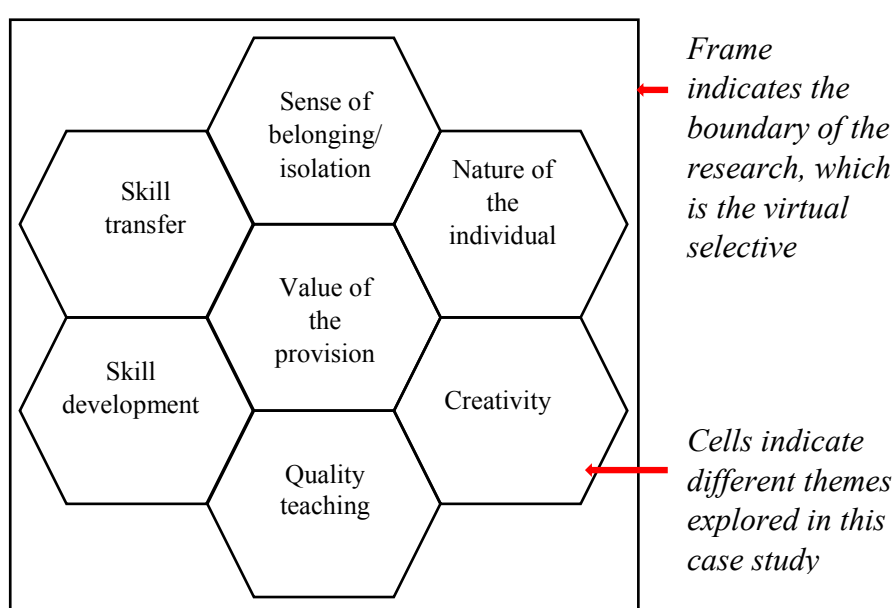 Sense of
belonging/
isolation
Skill
transfer
Nature of
the
individual
Value of
the
provision
Skill
development
Creativity
Quality
teaching
Frame
indicates the
boundary of the
research, which
is the virtual
selective
Cells indicate
different themes
explored in this
case study